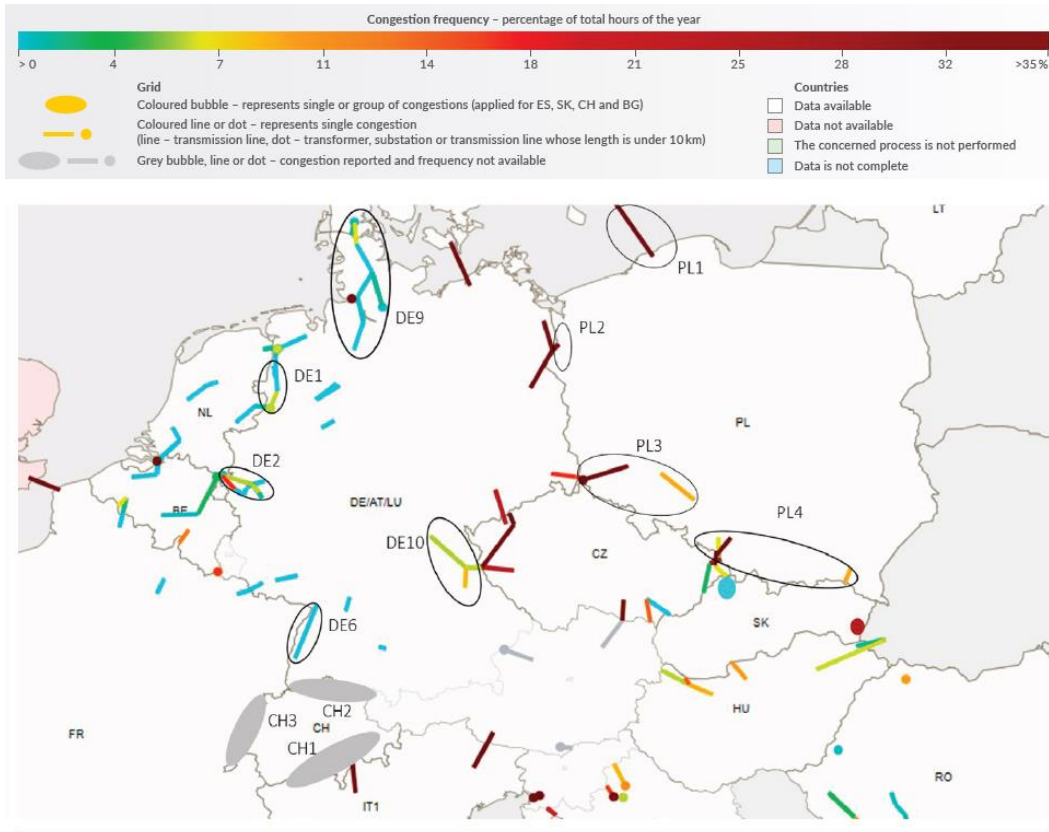 Congestion frequency – percentage of total hours of the year
> 0 4 7 11 14 18 21 25 28 32 >35 %
Grid
Coloured bubble – represents single or group of congestions (applied for ES, SK, CH and BG)
Coloured line or dot – represents single congestion
(line – transmission line, dot – transformer, substation or transmission line whose length is under 10 km)
Grey bubble, line or dot – congestion reported and frequency not available
Countries
Data available
Data not available
The concerned process is not performed
Data is not complete
LT
PL1
DE9
PL2
DE1
NL
PL
PL3
DE2
DE/AT/LU
BE
PL4
DE10
CZ
SK
DE6
CH2
CH3
CH
HU
FR
CH1
RO
IT1